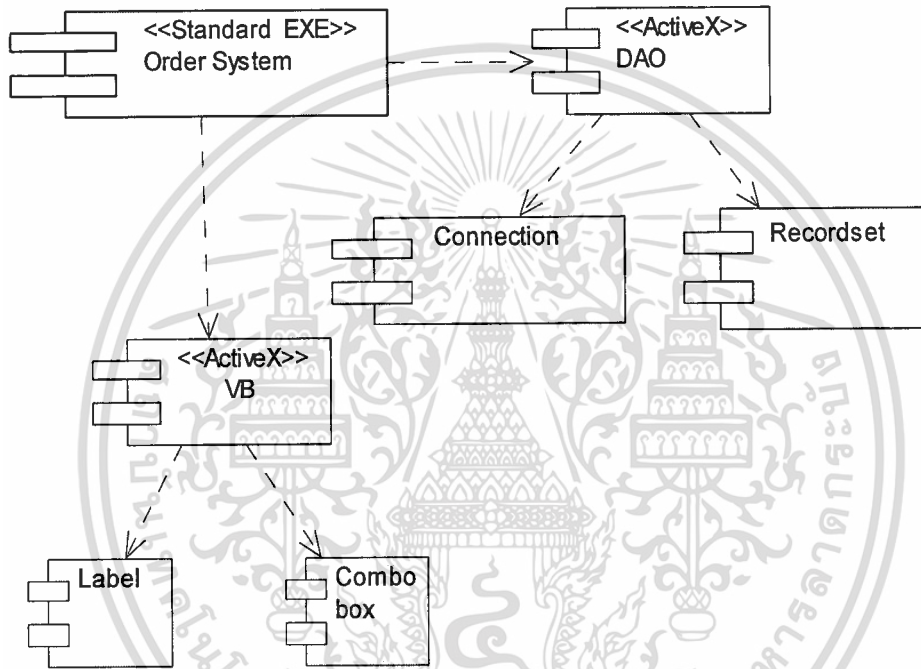 <<Standard EXE>>
Order System
<<ActiveX>>
DAO
Connection
Recordset
<<ActiveX>>
VB
Label
Combo
box